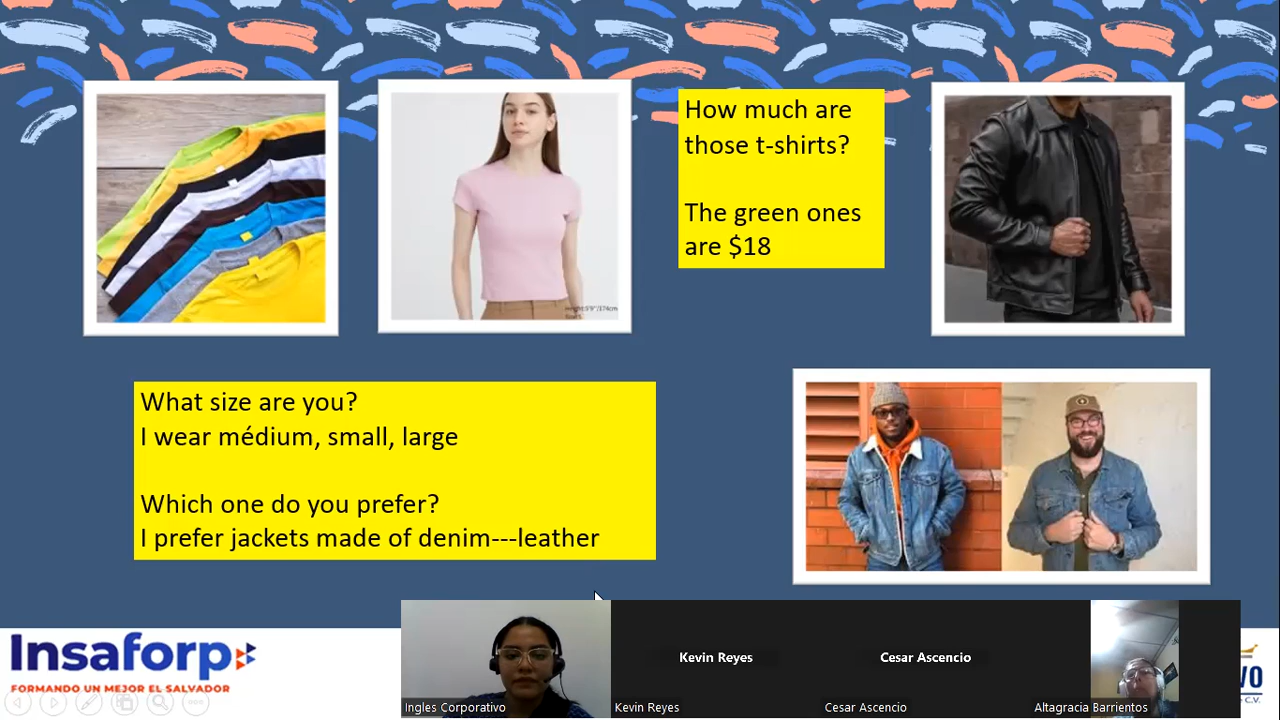 How much are
those t-shirts?
The green ones
are $18
What size are you?
I wear médium, small, large
Which one do you prefer?
I prefer jackets made of denim---leather
Insaforp
FORMANDO UN MEJOR EL SALVADOR
Kevin Reyes
Cesar Ascencio
Ingles Corporativo
Kevin Reyes
Cesar Ascencio
Altagracia Barrientos
VO
C.V.